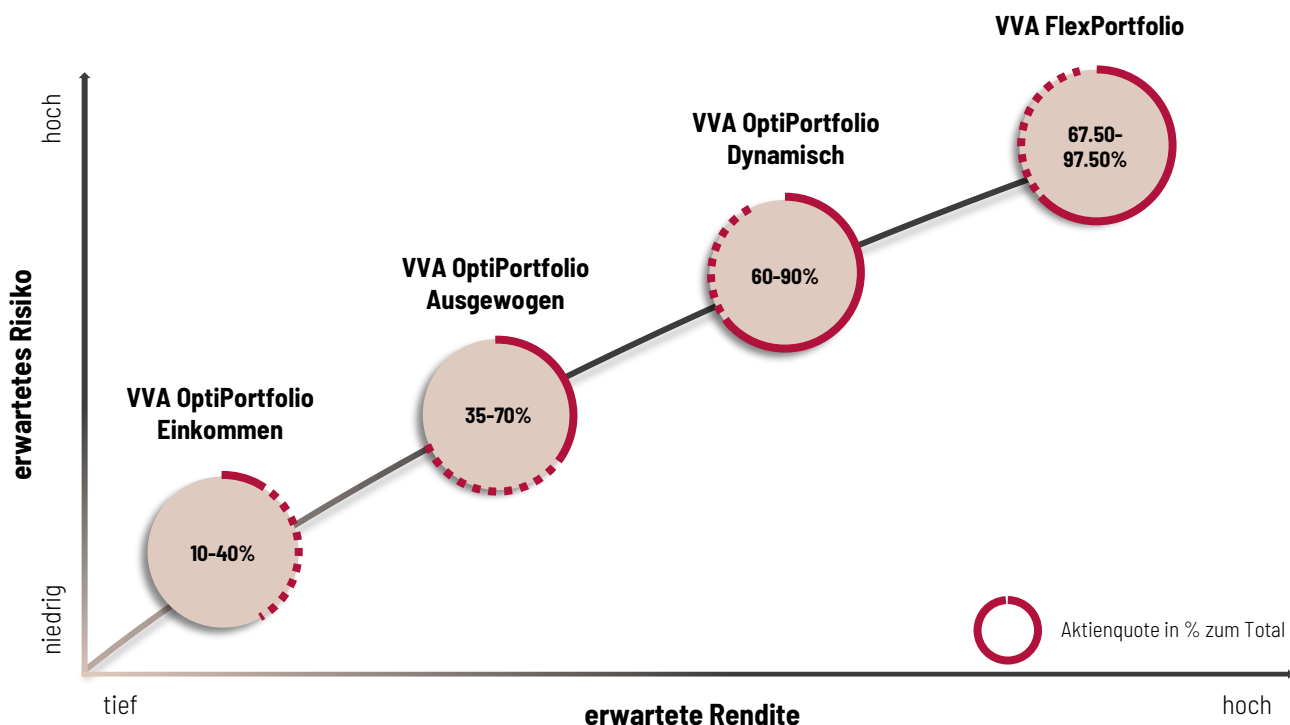 VVA FlexPortfolio
67.50-
97.50%
VVA OptiPortfolio
Dynamisch
60-90%
VVA OptiPortfolio
Ausgewogen
35-70%
VVA OptiPortfolio
Einkommen
10-40%
hoch
erwartetes Risiko
niedrig
Aktienquote in % zum Total
tief
erwartete Rendite
hoch